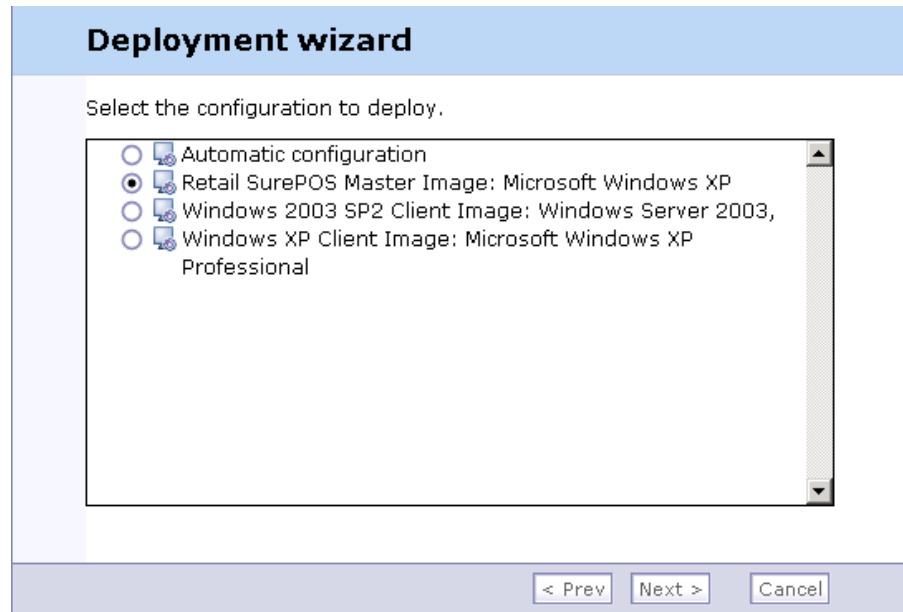 Deployment wizard
Select the configuration to deploy.
Automatic configuration
Retail SurePOS Master Image: Microsoft Windows XP
Windows 2003 SP2 Client Image: Windows Server 2003,
Windows XP Client Image: Microsoft Windows XP
Professional
< Prev Next > Cancel